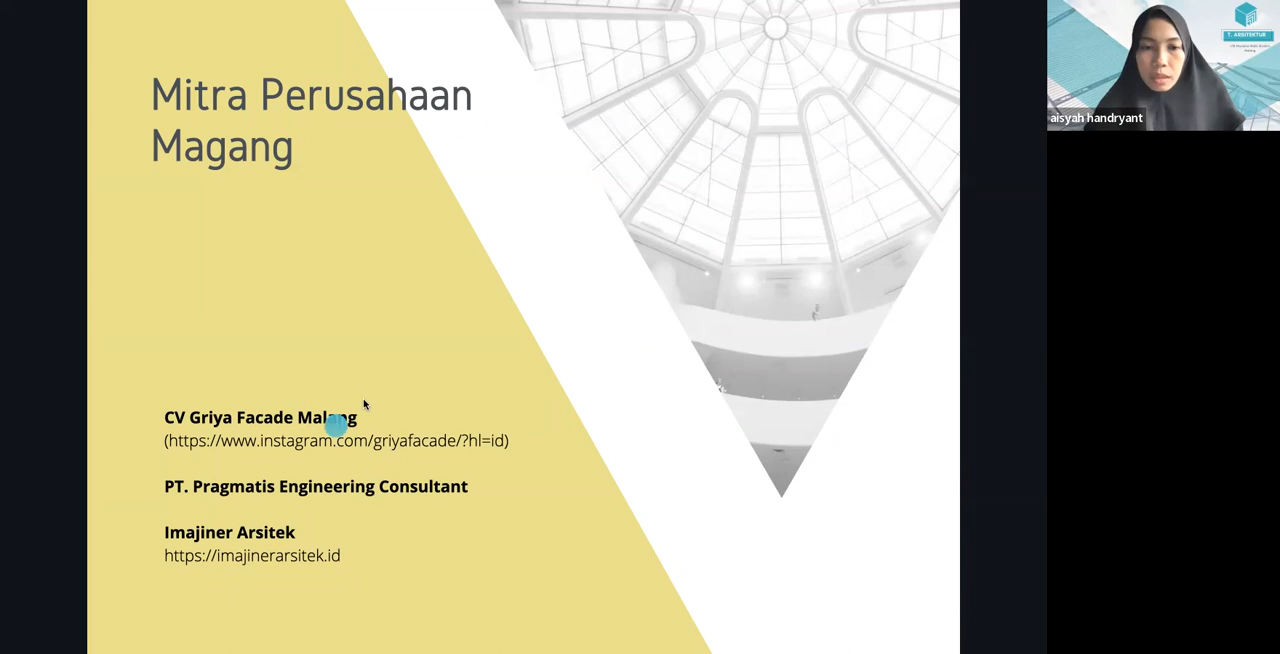 Mitra Perusahaan
Magang
CV Griya Facade Malang
(https://www.instagram.com/griyafacade/?hl=id)
PT. Pragmatis Engineering Consultant
Imajiner Arsitek
https://imajinerarsitek.id
T. ARSITEKTUR
aisyah handryant